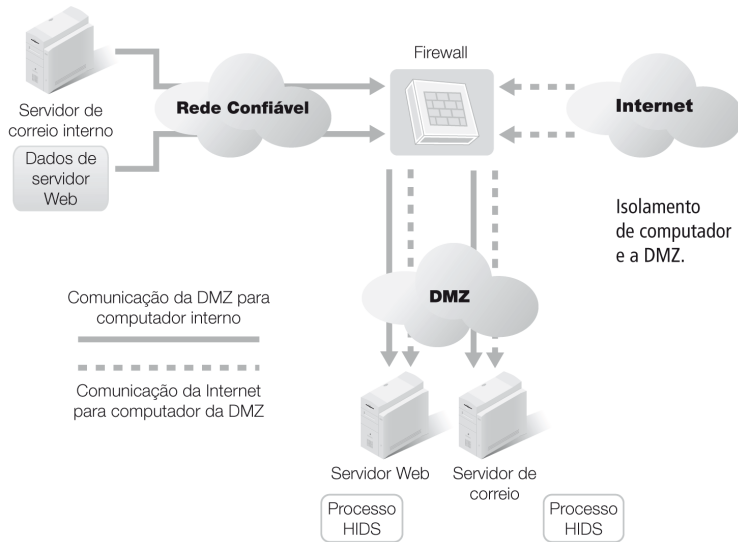 Firewall
Servidor de
correio interno
Rede Confiável
Internet
Dados de
servidor
Web
Isolamento
de computador
e a DMZ.
DMZ
Comunicação da DMZ para
computador interno
Comunicação da Internet
para computador da DMZ
Servidor Web
Servidor de
correio
Processo
HIDS
Processo
HIDS